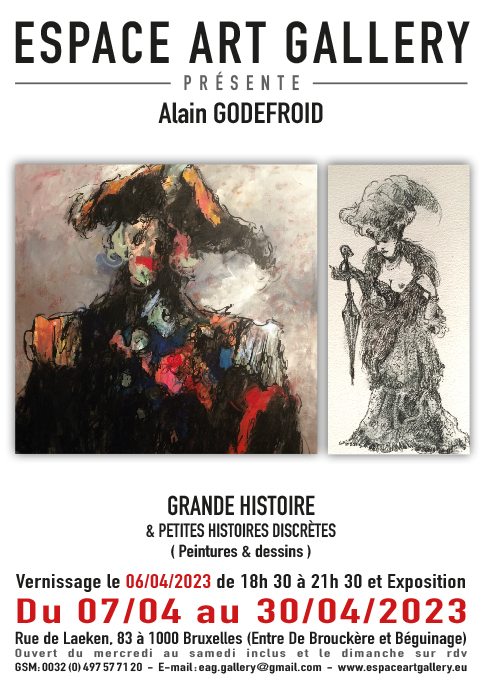 ESPACE ART GALLERY
PRÉSENTE
Alain GODEFROID
GRANDE HISTOIRE
& PETITES HISTOIRES DISCRÈTES
( Peintures & dessins )
Vernissage le 06/04/2023 de 18h 30 à 21h 30 et Exposition
Du 07/04 au 30/04/2023
Rue de Laeken, 83 à 1000 Bruxelles (Entre De Brouckère et Béguinage)
Ouvert du mercredi au samedi inclus et le dimanche sur rdv
GSM: 0032 (0) 497 57 71 20 – E-mail : eag.gallery@gmail.com – www.espaceartgallery.eu